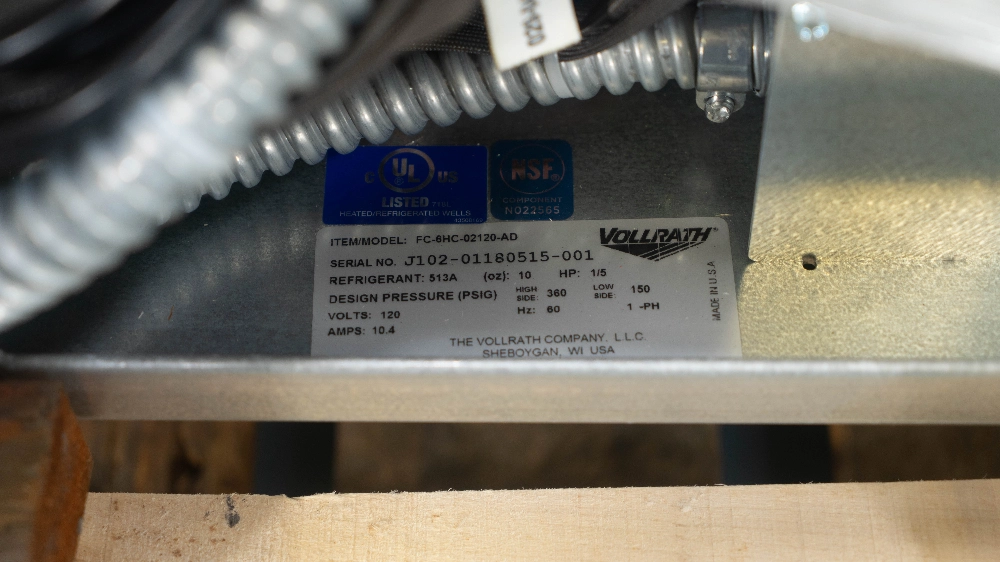 c UL US
LISTED
HEATED/REFRIGERATED WELLS
NSF®
COMPONENT
N022565
VOLLRATH®
ITEM/MODEL: FC-6HC-02120-AD
SERIAL NO. J102-01180515-001
REFRIGERANT: 513A (oz): 10 HP: 1/5
DESIGN PRESSURE (PSIG) HIGH SIDE: 360 LOW SIDE: 150
VOLTS: 120 Hz: 60 1 -PH
AMPS: 10.4
MADE IN U.S.A
THE VOLLRATH COMPANY, L.L.C.
SHEBOYGAN, WI USA